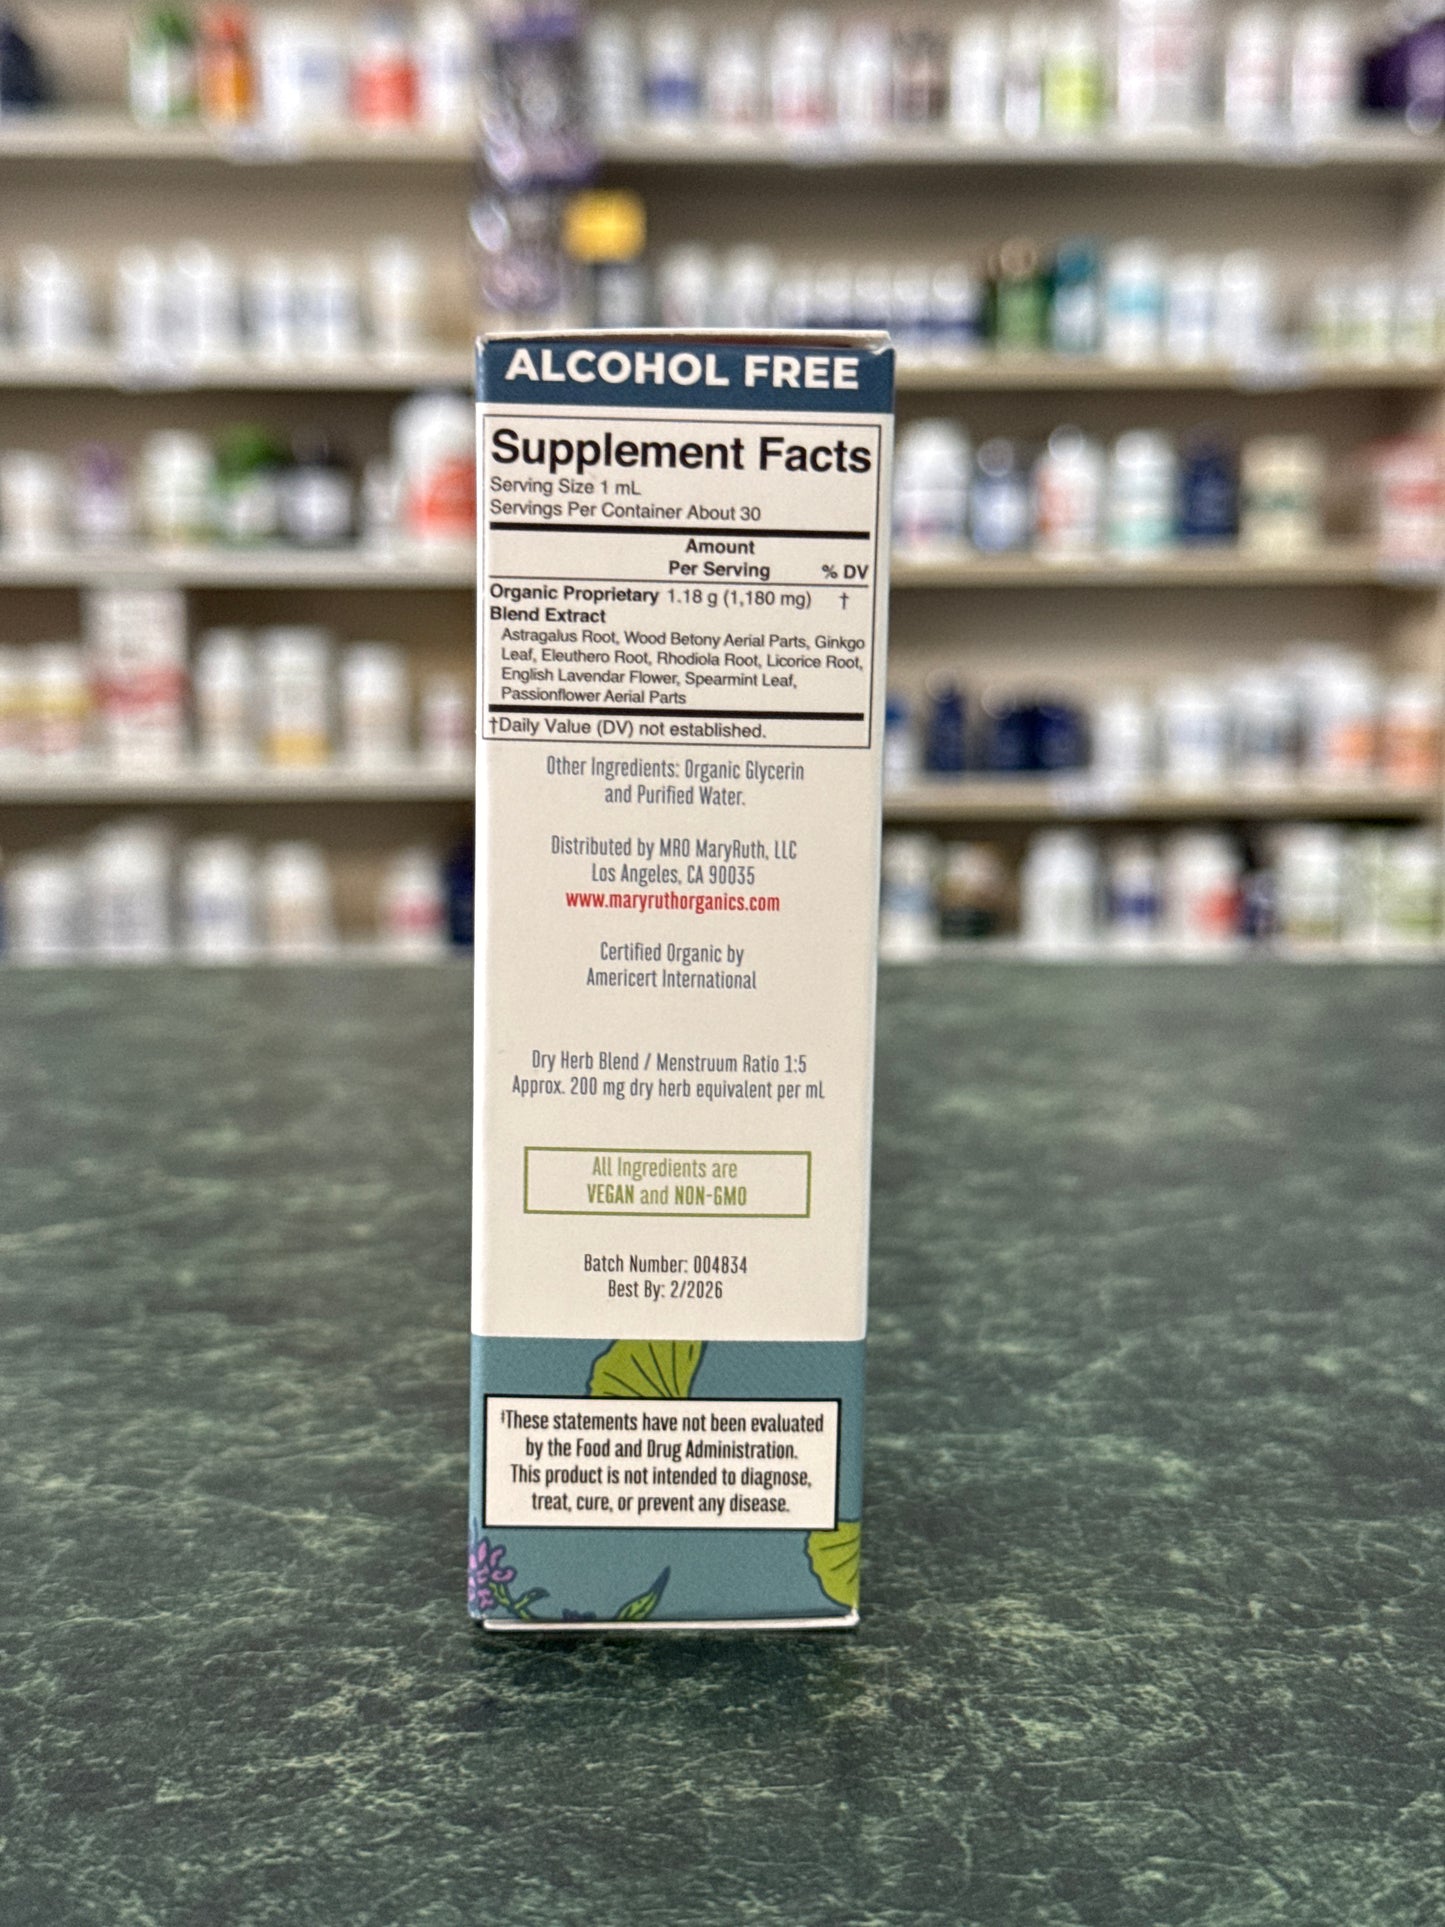 ALCOHOL FREE
Supplement Facts
Serving Size 1 mL
Servings Per Container About 30
Amount
Per Serving % DV
Organic Proprietary 1.18 g (1,180 mg) †
Blend Extract
Astragalus Root, Wood Betony Aerial Parts, Ginkgo
Leaf, Eleuthero Root, Rhodiola Root, Licorice Root,
English Lavendar Flower, Spearmint Leaf,
Passionflower Aerial Parts
†Daily Value (DV) not established.
Other Ingredients: Organic Glycerin
and Purified Water.
Distributed by MRO MaryRuth, LLC
Los Angeles, CA 90035
www.maryruthorganics.com
Certified Organic by
Americert International
Dry Herb Blend / Menstruum Ratio 1:5
Approx. 200 mg dry herb equivalent per mL
All Ingredients are
VEGAN and NON-GMO
Batch Number: 004834
Best By: 2/2026
‡These statements have not been evaluated
by the Food and Drug Administration.
This product is not intended to diagnose,
treat, cure, or prevent any disease.